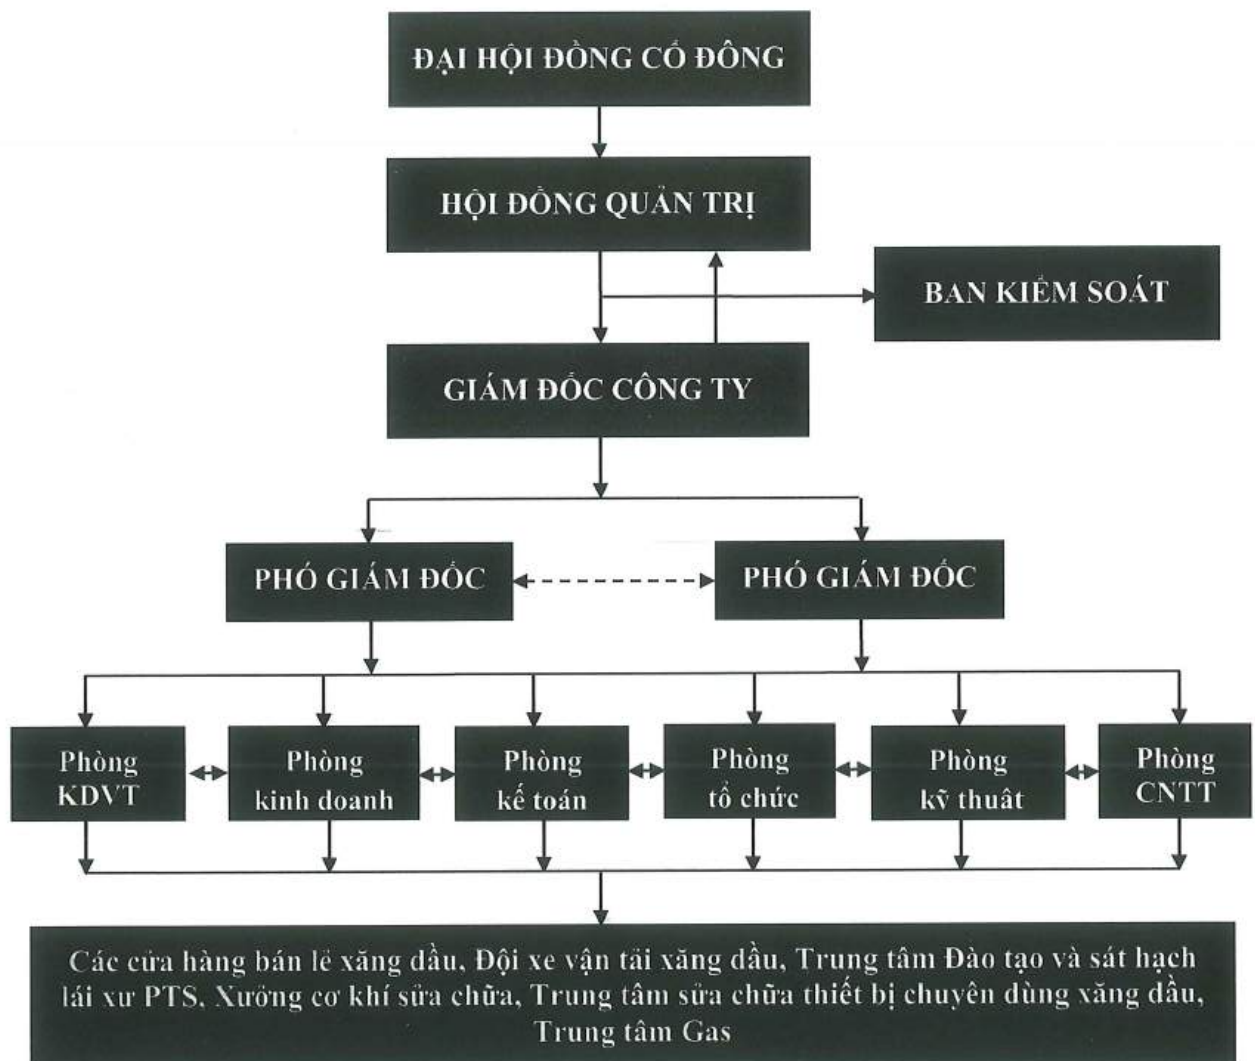 ĐẠI HỘI ĐỒNG CỔ ĐÔNG
HỘI ĐỒNG QUẢN TRỊ
BAN KIỂM SOÁT
GIÁM ĐỐC CÔNG TY
PHÓ GIÁM ĐỐC
PHÓ GIÁM ĐỐC
Phòng
KDVT
Phòng
kinh doanh
Phòng
kế toán
Phòng
tổ chức
Phòng
kỹ thuât
Phòng
CNTT
Các cửa hàng bán lẻ xăng dầu, Đội xe vận tải xăng dầu, Trung tâm Đào tạo và sát hạch
lái xư PTS, Xưởng cơ khí sửa chữa, Trung tâm sửa chữa thiết bị chuyên dùng xăng dầu,
Trung tâm Gas